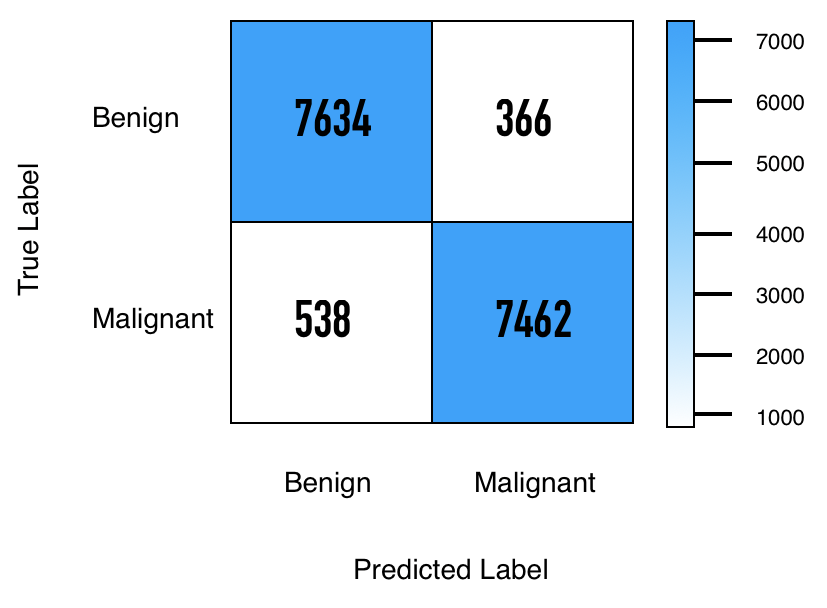 7634
366
538
7462
Benign
Malignant
True Label
Benign
Malignant
Predicted Label
7000
6000
5000
4000
3000
2000
1000